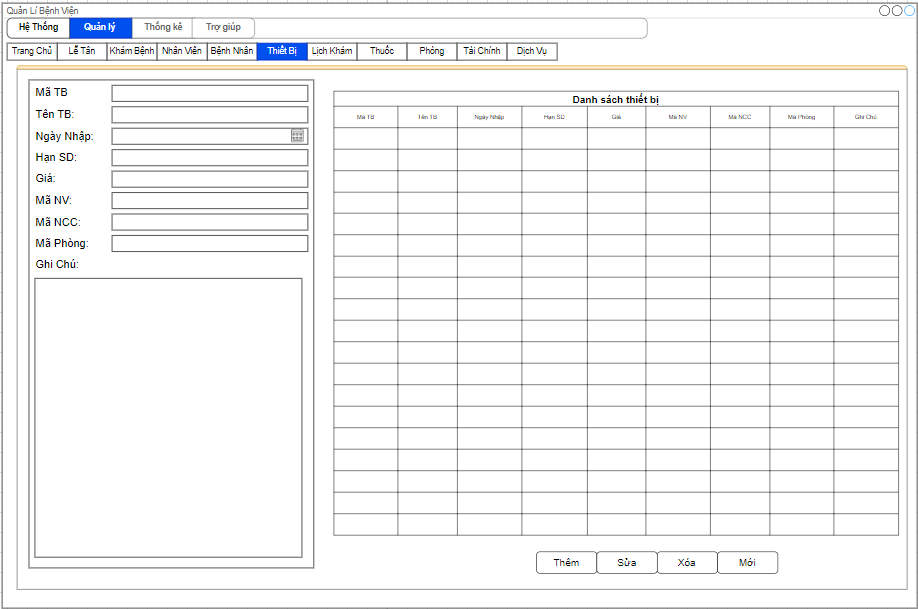 Quản Lí Bệnh Viện
Hệ Thống Quản lý Thống kê Trợ giúp
Trang Chủ Lễ Tân Khám Bệnh Nhân Viên Bệnh Nhân Thiết Bị Lịch Khám Thuốc Phòng Tài Chính Dịch Vụ
Mã TB
Tên TB:
Ngày Nhập:
Hạn SD:
Giá:
Mã NV:
Mã NCC:
Mã Phòng:
Ghi Chú:
Danh sách thiết bị
Mã TB Tên TB Ngày Nhập Hạn SD Giá Mã NV Mã NCC Mã Phòng Ghi Chú
Thêm Sửa Xóa Mới